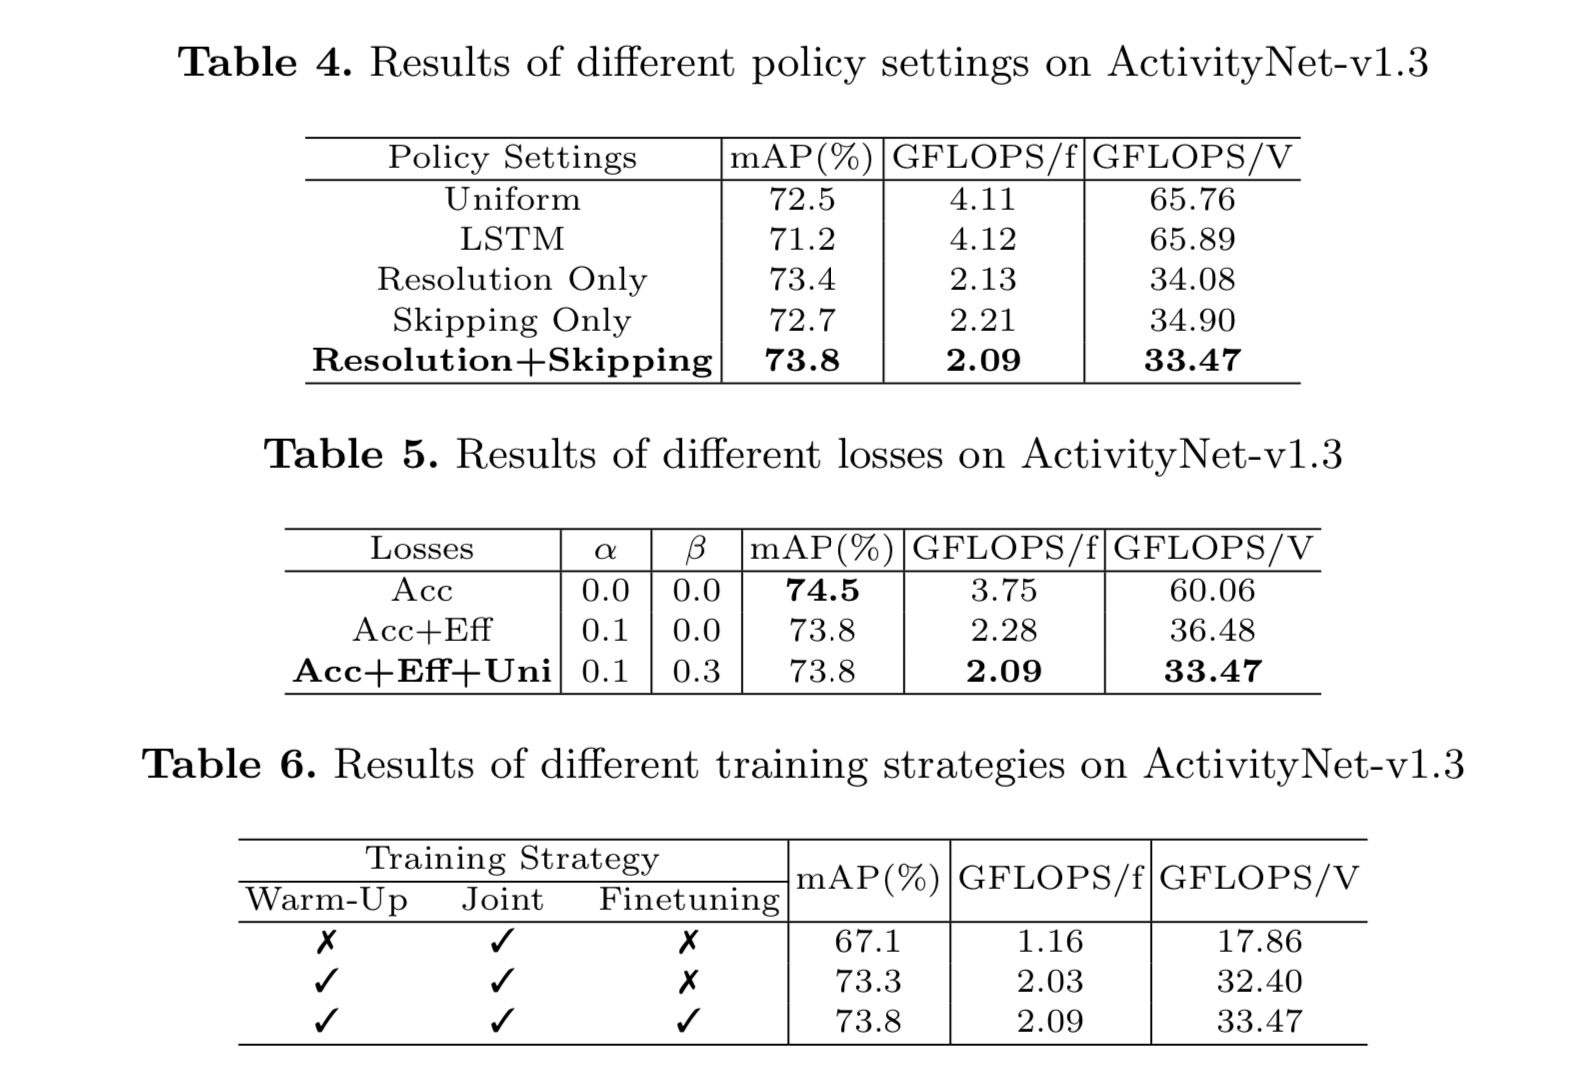 Table 4. Results of different policy settings on ActivityNet-v1.3
Policy Settings mAP(%) GFLOPS/f GFLOPS/V
Uniform 72.5 4.11 65.76
LSTM 71.2 4.12 65.89
Resolution Only 73.4 2.13 34.08
Skipping Only 72.7 2.21 34.90
Resolution+Skipping 73.8 2.09 33.47
Table 5. Results of different losses on ActivityNet-v1.3
Losses α β mAP(%) GFLOPS/f GFLOPS/V
Acc 0.0 0.0 74.5 3.75 60.06
Acc+Eff 0.1 0.0 73.8 2.28 36.48
Acc+Eff+Uni 0.1 0.3 73.8 2.09 33.47
Table 6. Results of different training strategies on ActivityNet-v1.3
Training Strategy mAP(%) GFLOPS/f GFLOPS/V
Warm-Up Joint Finetuning
✗ ✓ ✗ 67.1 1.16 17.86
✓ ✓ ✗ 73.3 2.03 32.40
✓ ✓ ✓ 73.8 2.09 33.47